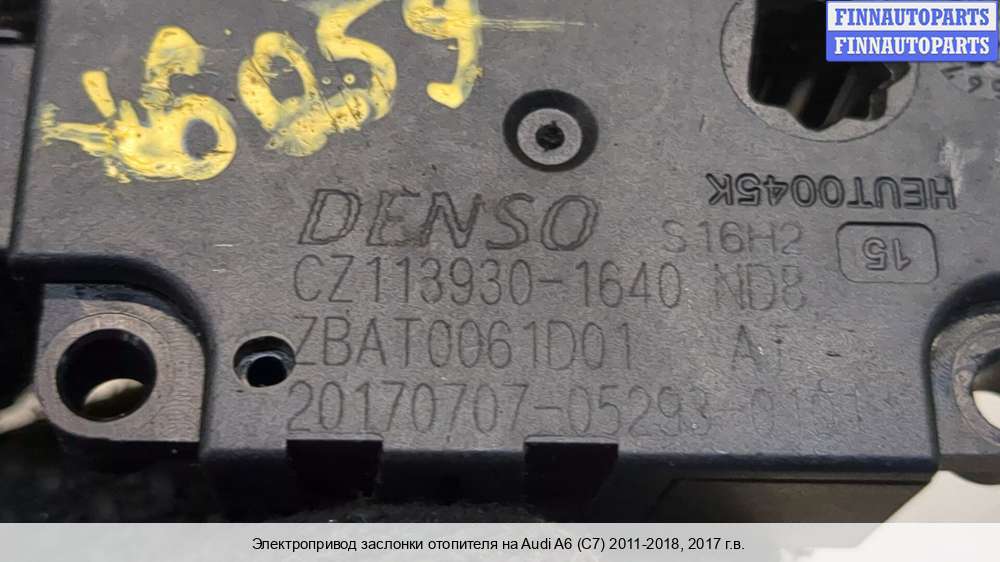 FINNAUTOPARTS
FINNAUTOPARTS
6059
HEUT0045K
DENSO S16H2
15
CZ113930-1640 ND8
ZBAT0061D01
20170707-05293
Электропривод заслонки отопителя на Audi A6 (C7) 2011-2018, 2017 г.в.